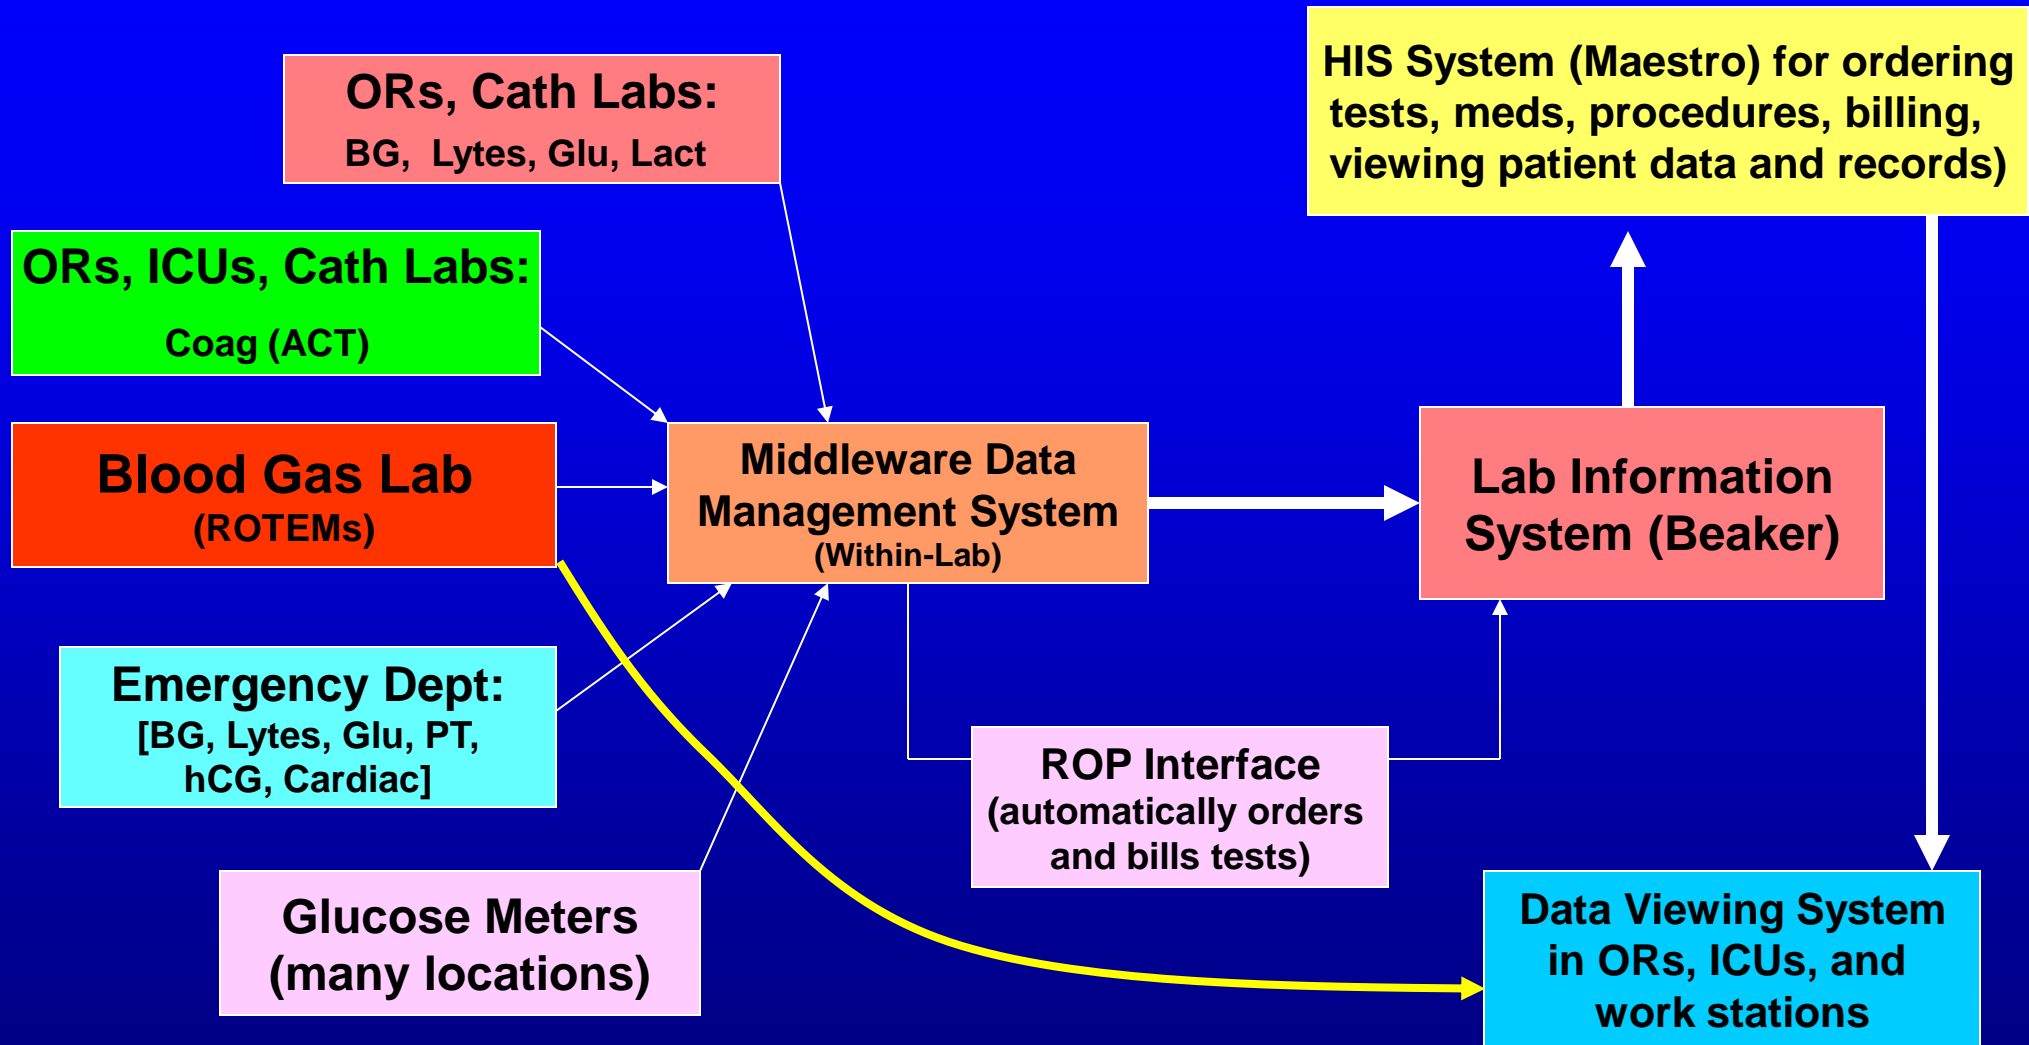 ORs, Cath Labs:
BG, Lytes, Glu, Lact
HIS System (Maestro) for ordering
tests, meds, procedures, billing,
viewing patient data and records)
ORs, ICUs, Cath Labs:
Coag (ACT)
Blood Gas Lab
(ROTEMs)
Middleware Data
Management System
(Within-Lab)
Lab Information
System (Beaker)
Emergency Dept:
[BG, Lytes, Glu, PT,
hCG, Cardiac]
ROP Interface
(automatically orders
and bills tests)
Glucose Meters
(many locations)
Data Viewing System
in ORs, ICUs, and
work stations